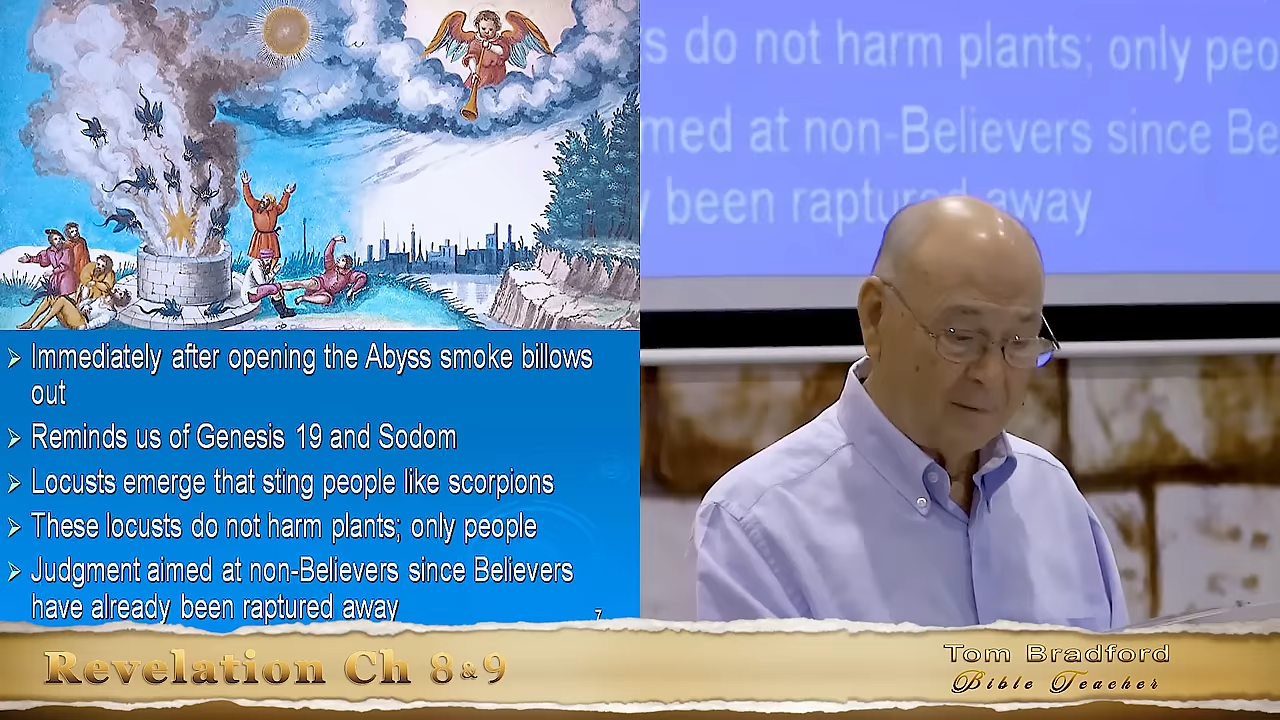 Immediately after opening the Abyss smoke billows
out
Reminds us of Genesis 19 and Sodom
Locusts emerge that sting people like scorpions
These locusts do not harm plants; only people
Judgment aimed at non-Believers since Believers
have already been raptured away
7
s do not harm plants; only peo
med at non-Believers since Be
y been raptured away
Revelation Ch 8&9
Tom Bradford
Bible Teacher